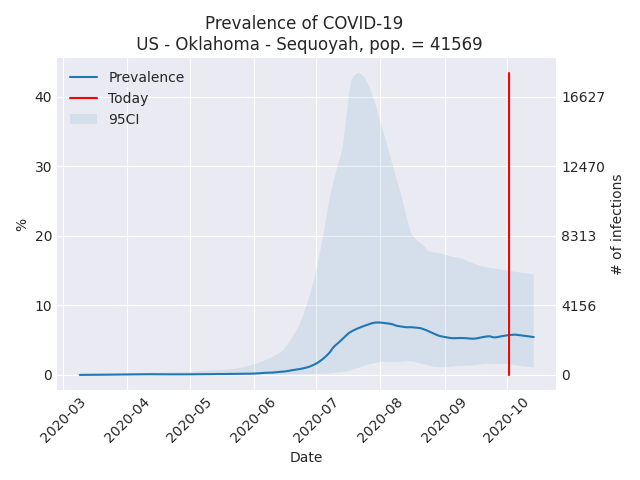 Prevalence of COVID-19
US - Oklahoma - Sequoyah, pop. = 41569
Prevalence
Today
95CI
40
30
20
10
0
%
16627
12470
8313
4156
0
# of infections
2020-03
2020-04
2020-05
2020-06
2020-07
2020-08
2020-09
2020-10
Date